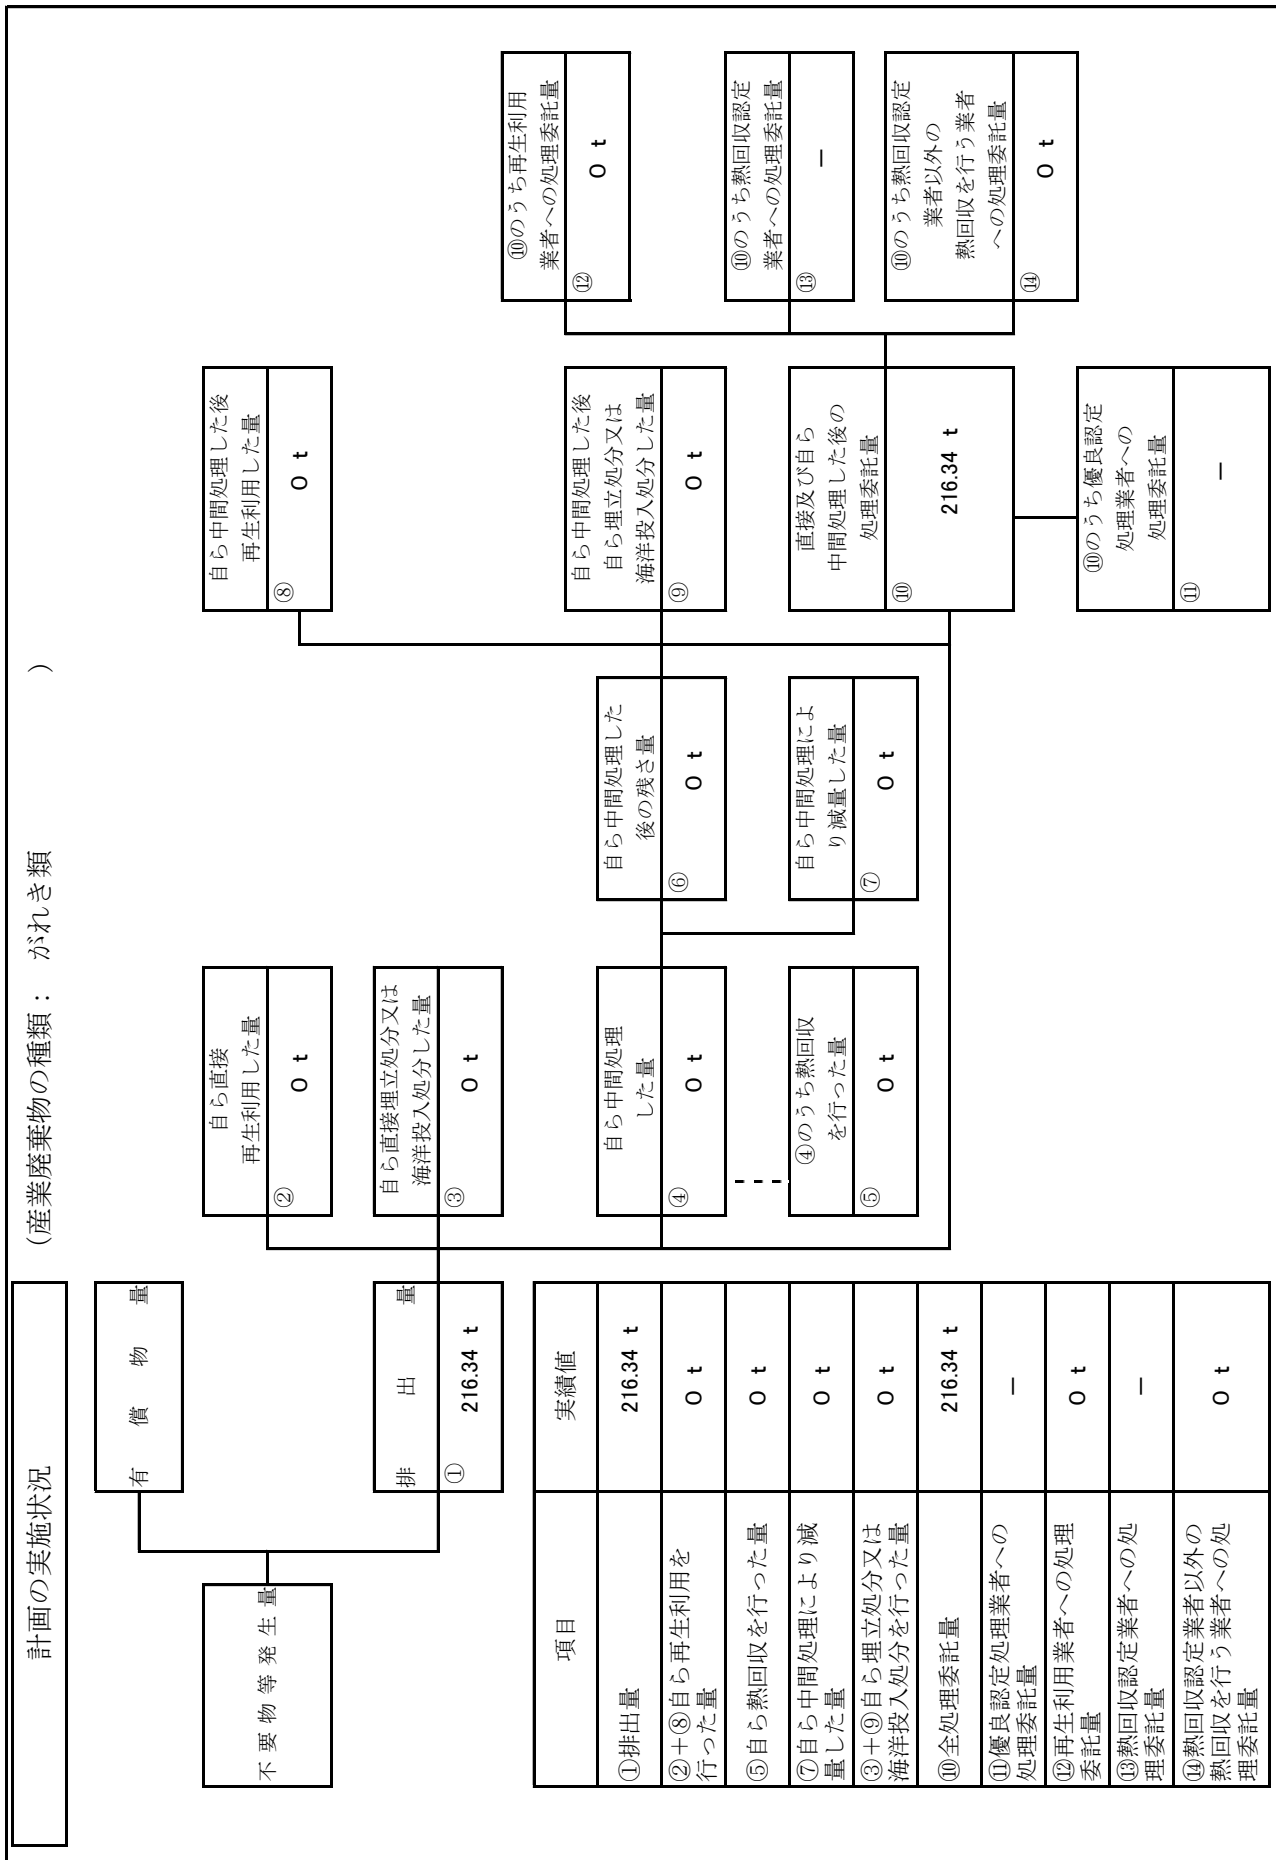 計画の実施状況
(産業廃棄物の種類： がれき類 )
不要物等発生量
有償物量
排出量
①
216.34 t
自ら直接
再生利用した量
②
0 t
自ら直接埋立処分又は
海洋投入処分した量
③
0 t
自ら中間処理
した量
④
0 t
④のうち熱回収
を行った量
⑤
0 t
自ら中間処理した
後の残さ量
⑥
0 t
自ら中間処理によ
り減量した量
⑦
0 t
自ら中間処理した後
再生利用した量
⑧
0 t
自ら中間処理した後
自ら埋立処分又は
海洋投入処分した量
⑨
0 t
直接及び自ら
中間処理した後の
処理委託量
⑩
216.34 t
⑩のうち優良認定
処理業者への
処理委託量
⑪
－
⑩のうち再生利用
業者への処理委託量
⑫
0 t
⑩のうち熱回収認定
業者への処理委託量
⑬
－
⑩のうち熱回収認定
業者以外の
熱回収を行う業者
への処理委託量
⑭
0 t
項目 実績値
①排出量 216.34 t
②＋⑧自ら再生利用を
行った量
0 t
⑤自ら熱回収を行った量 0 t
⑦自ら中間処理により減
量した量
0 t
③＋⑨自ら埋立処分又は
海洋投入処分を行った量
0 t
⑩全処理委託量 216.34 t
⑪優良認定処理業者への
処理委託量
－
⑫再生利用業者への処理
委託量
0 t
⑬熱回収認定業者への処
理委託量
－
⑭熱回収認定業者以外の
熱回収を行う業者への処
理委託量
0 t